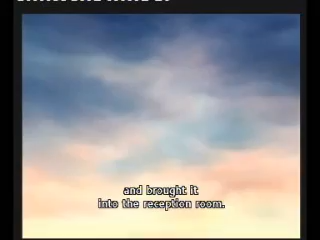 and brought it
into the reception room.